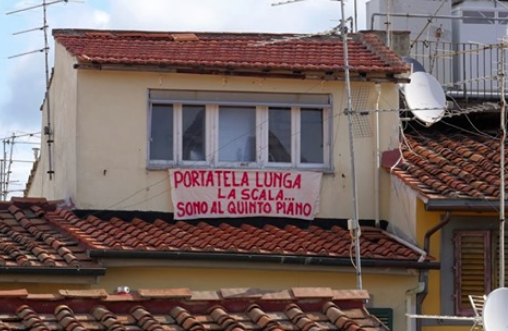 PORTATELA LUNGA
LA SCALA...
SONO AL QUINTO PIANO